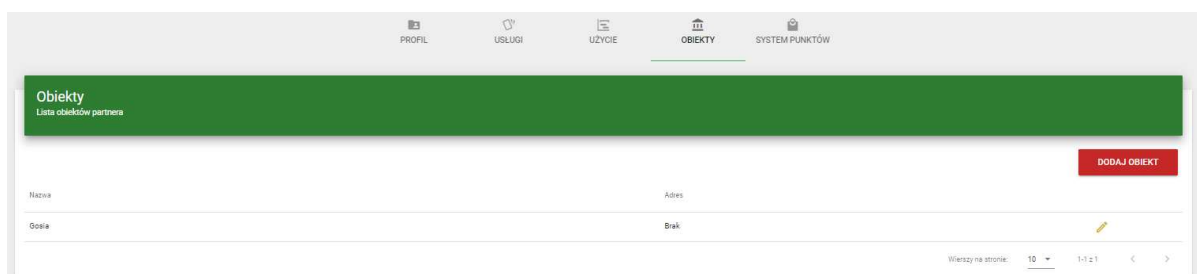 PROFIL USŁUGI UŻYCIE OBIEKTY SYSTEM PUNKTÓW
Obiekty
Lista obiektów partnera
DODAJ OBIEKT
Nazwa Adres
Gosia Brak
Wierszy na stronie: 10 1-1 z 1